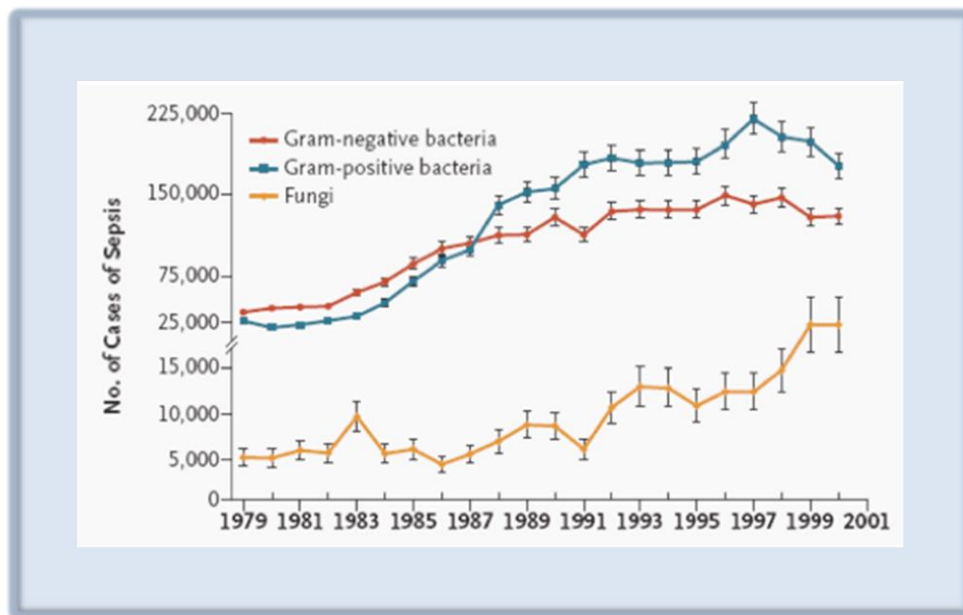 225,000
Gram-negative bacteria
Gram-positive bacteria
150,000
Fungi
No. of Cases of Sepsis
75,000
25,000
15,000
10,000
5,000
0
1979 1981 1983 1985 1987 1989 1991 1993 1995 1997 1999 2001